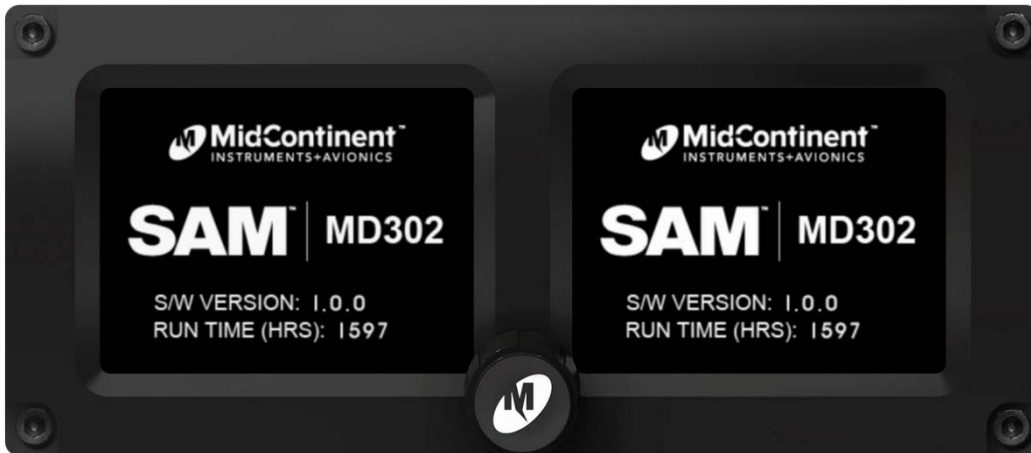 MidContinent™
INSTRUMENTS+AVIONICS
SAM™ | MD302
S/W VERSION: 1.0.0
RUN TIME (HRS): 1597
MidContinent™
INSTRUMENTS+AVIONICS
SAM™ | MD302
S/W VERSION: 1.0.0
RUN TIME (HRS): 1597
M